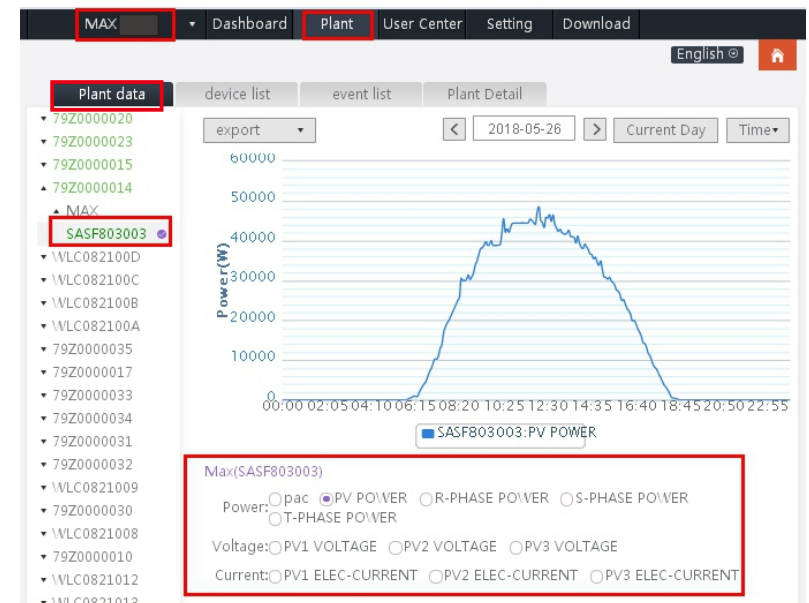 MAX Dashboard Plant User Center Setting Download
English
Plant data device list event list Plant Detail
79Z0000020
79Z0000023
79Z0000015
79Z0000014
MAX
SASF803003
WLC082100D
WLC082100C
WLC082100B
WLC082100A
79Z0000035
79Z0000017
79Z0000033
79Z0000034
79Z0000031
79Z0000032
WLC0821009
79Z0000030
WLC0821008
79Z0000010
WLC0821012
WLC0821013
export < 2018-05-26 > Current Day Time
60000
50000
40000
30000
20000
10000
0
Power(W)
00:00 02:05 04:10 06:15 08:20 10:25 12:30 14:35 16:40 18:45 20:50 22:55
SASF803003:PV POWER
Max(SASF803003)
Power: pac PV POWER R-PHASE POWER S-PHASE POWER
T-PHASE POWER
Voltage: PV1 VOLTAGE PV2 VOLTAGE PV3 VOLTAGE
Current: PV1 ELEC-CURRENT PV2 ELEC-CURRENT PV3 ELEC-CURRENT